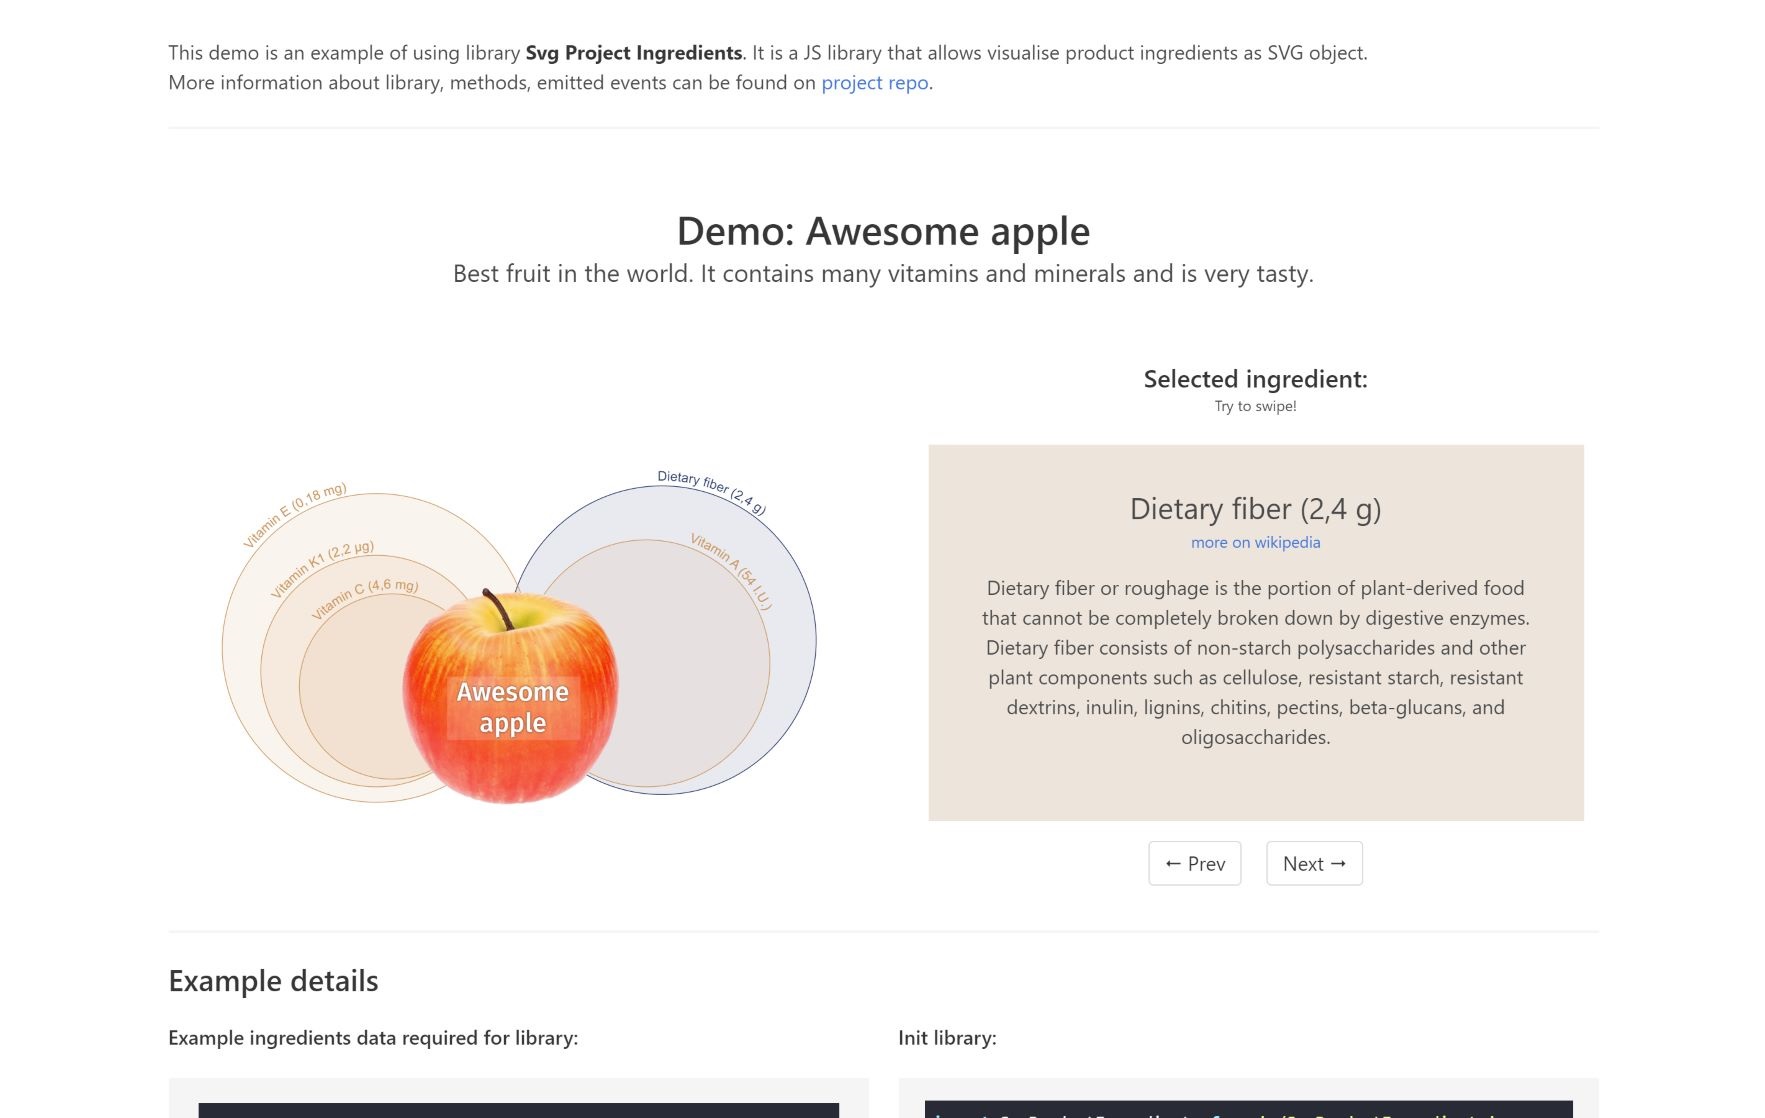 This demo is an example of using library Svg Project Ingredients. It is a JS library that allows visualise product ingredients as SVG object.
More information about library, methods, emitted events can be found on project repo.
Demo: Awesome apple
Best fruit in the world. It contains many vitamins and minerals and is very tasty.
Vitamin E (0,18 mg)
Vitamin K1 (2,2 µg)
Vitamin C (4,6 mg)
Dietary fiber (2,4 g)
Vitamin A (54 I.U.)
Awesome
apple
Selected ingredient:
Try to swipe!
Dietary fiber (2,4 g)
more on wikipedia
Dietary fiber or roughage is the portion of plant-derived food
that cannot be completely broken down by digestive enzymes.
Dietary fiber consists of non-starch polysaccharides and other
plant components such as cellulose, resistant starch, resistant
dextrins, inulin, lignins, chitins, pectins, beta-glucans, and
oligosaccharides.
← Prev
Next →
Example details
Example ingredients data required for library:
Init library: